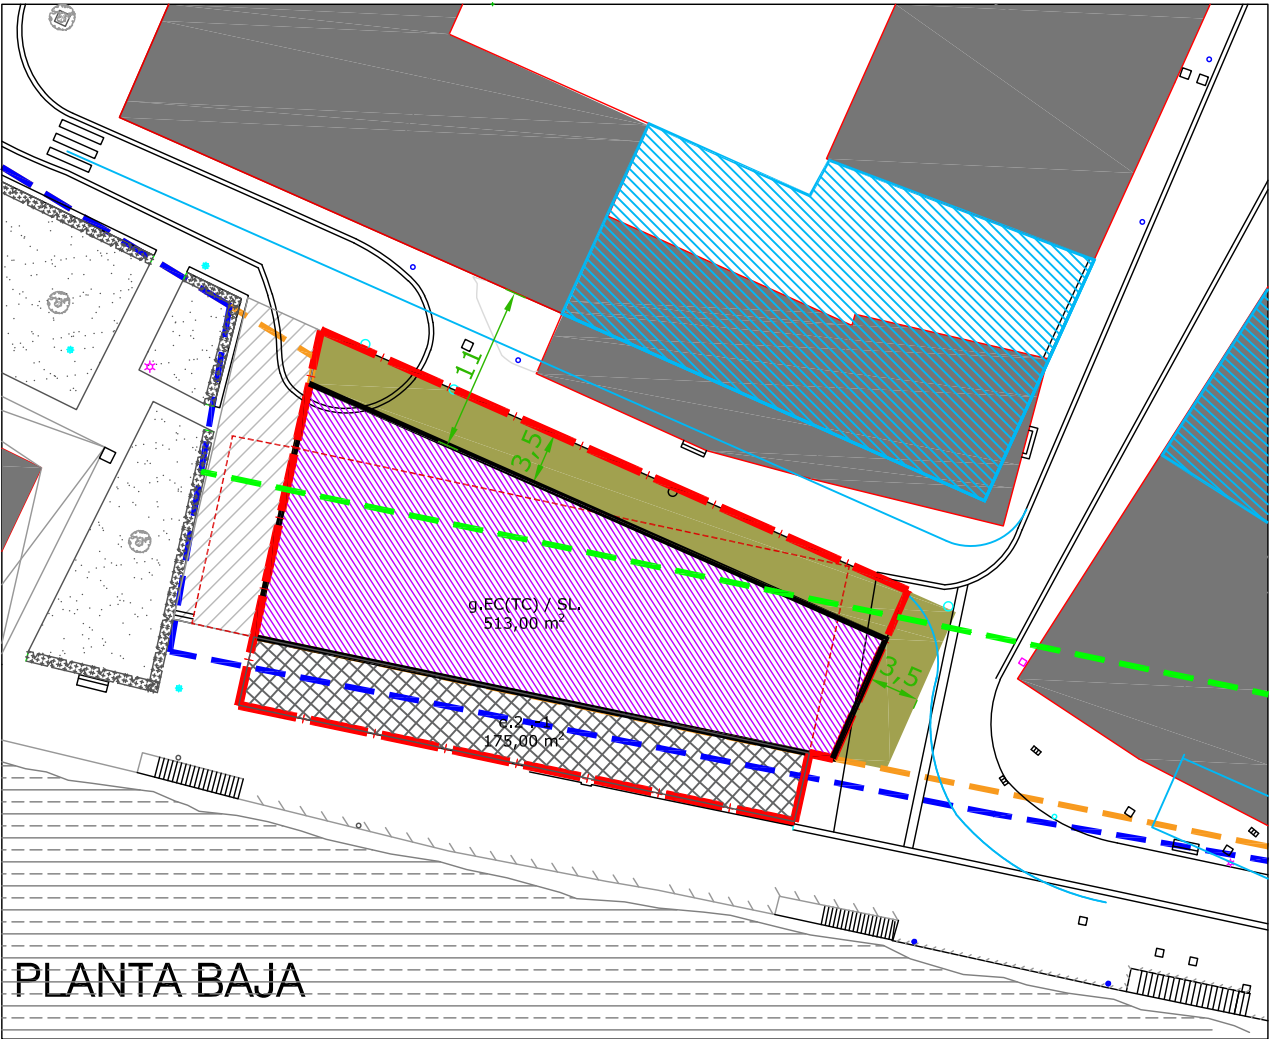 11
3,5
g.EC(TC) / SL.
513,00 m²
3,5
175,00 m²
PLANTA BAJA